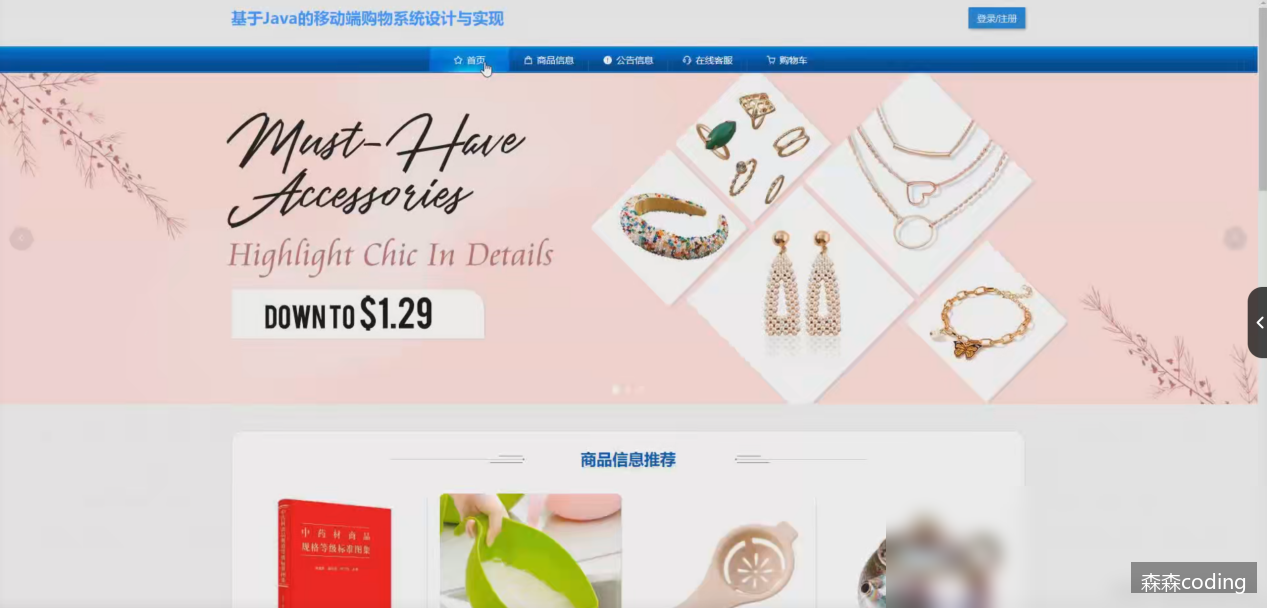 基于Java的移动端购物系统设计与实现
登录/注册
首页
商品信息
公告信息
在线客服
购物车
Must-Have
Accessories
Highlight Chic In Details
DOWN TO $1.29
商品信息推荐
中药材商品
规格等级标准图集
森森coding